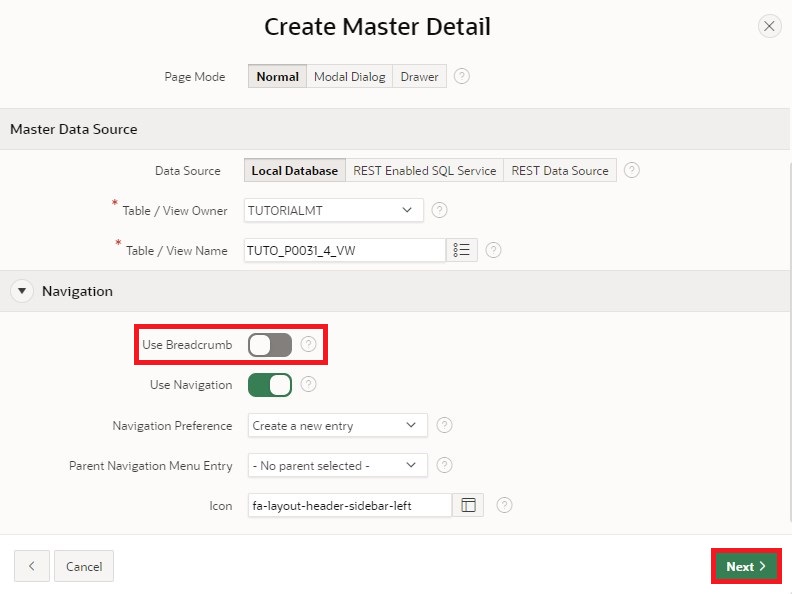 Create Master Detail
Page Mode Normal Modal Dialog Drawer ?
Master Data Source
Data Source Local Database REST Enabled SQL Service REST Data Source ?
* Table / View Owner TUTORIALMT ?
* Table / View Name TUTO_P0031_4_VW ?
Navigation
Use Breadcrumb ?
Use Navigation ?
Navigation Preference Create a new entry ?
Parent Navigation Menu Entry - No parent selected - ?
Icon fa-layout-header-sidebar-left ?
Cancel Next